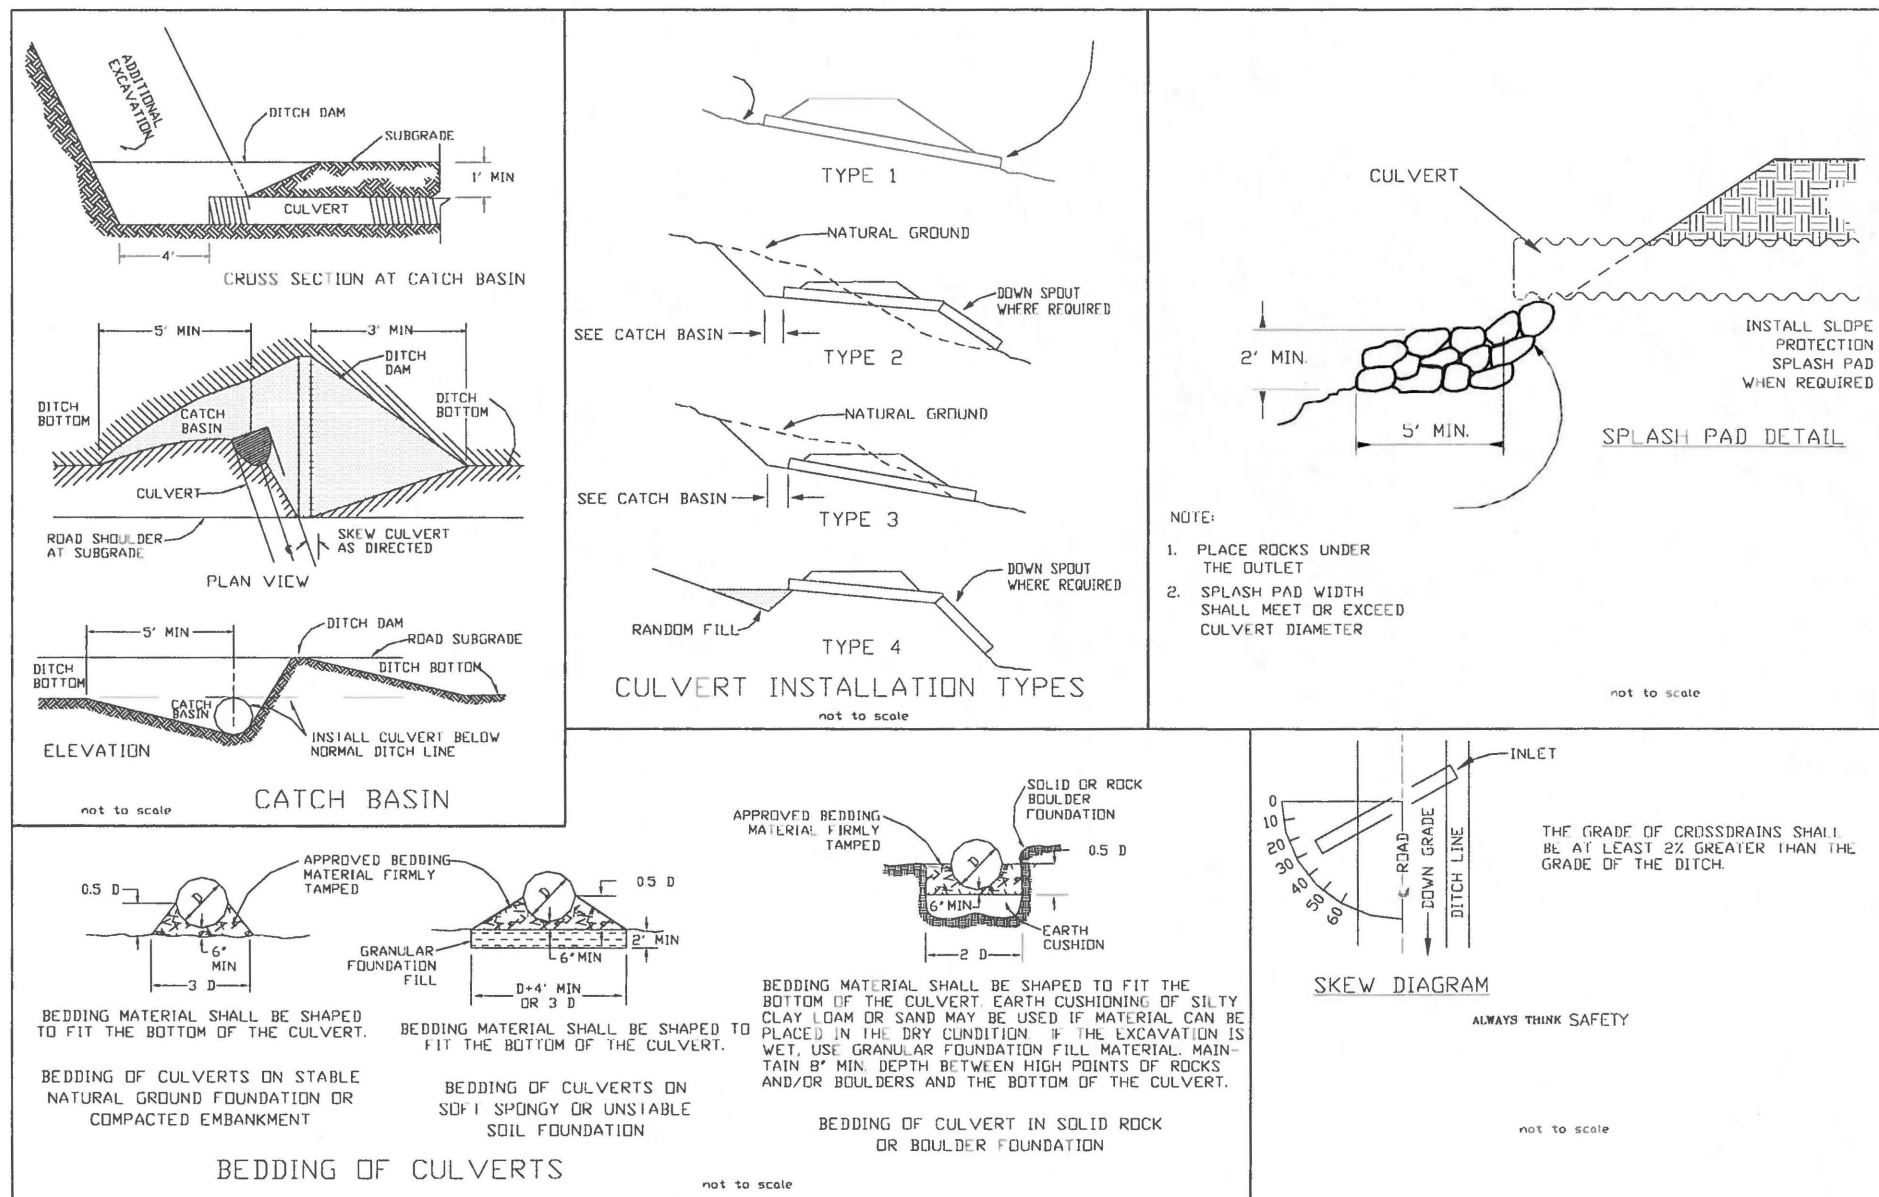 ADDITIONAL
EXCAVATION
DITCH DAM
SUBGRADE
1' MIN
CULVERT
4'
CROSS SECTION AT CATCH BASIN
5' MIN
3' MIN
DITCH
DAM
DITCH
BOTTOM
DITCH
BOTTOM
CATCH
BASIN
CULVERT
ROAD SHOULDER
AT SUBGRADE
SKEW CULVERT
AS DIRECTED
PLAN VIEW
5' MIN
DITCH DAM
ROAD SUBGRADE
DITCH
BOTTOM
DITCH BOTTOM
CATCH
BASIN
INSTALL CULVERT BELOW
NORMAL DITCH LINE
ELEVATION
CATCH BASIN
not to scale
TYPE 1
NATURAL GROUND
DOWN SPOUT
WHERE REQUIRED
SEE CATCH BASIN
TYPE 2
NATURAL GROUND
SEE CATCH BASIN
TYPE 3
DOWN SPOUT
WHERE REQUIRED
RANDOM FILL
TYPE 4
CULVERT INSTALLATION TYPES
not to scale
CULVERT
2' MIN.
5' MIN.
INSTALL SLOPE
PROTECTION
SPLASH PAD
WHEN REQUIRED
SPLASH PAD DETAIL
NOTE:
1. PLACE ROCKS UNDER
THE OUTLET
2. SPLASH PAD WIDTH
SHALL MEET OR EXCEED
CULVERT DIAMETER
not to scale
0.5 D
D
APPROVED BEDDING
MATERIAL FIRMLY
TAMPED
6" MIN
3 D
BEDDING MATERIAL SHALL BE SHAPED
TO FIT THE BOTTOM OF THE CULVERT.
BEDDING OF CULVERTS ON STABLE
NATURAL GROUND FOUNDATION OR
COMPACTED EMBANKMENT
D
0.5 D
2' MIN
6" MIN
GRANULAR
FOUNDATION
FILL
D+4' MIN
OR 3 D
BEDDING MATERIAL SHALL BE SHAPED TO
FIT THE BOTTOM OF THE CULVERT.
BEDDING OF CULVERTS ON
SOFT SPONGY OR UNSTABLE
SOIL FOUNDATION
APPROVED BEDDING
MATERIAL FIRMLY
TAMPED
SOLID OR ROCK
BOULDER
FOUNDATION
D
0.5 D
6" MIN
EARTH
CUSHION
2 D
BEDDING MATERIAL SHALL BE SHAPED TO FIT THE
BOTTOM OF THE CULVERT. EARTH CUSHIONING OF SILTY
CLAY LOAM OR SAND MAY BE USED IF MATERIAL CAN BE
PLACED IN THE DRY CONDITION. IF THE EXCAVATION IS
WET, USE GRANULAR FOUNDATION FILL MATERIAL. MAIN-
TAIN 8" MIN. DEPTH BETWEEN HIGH POINTS OF ROCKS
AND/OR BOULDERS AND THE BOTTOM OF THE CULVERT.
BEDDING OF CULVERT IN SOLID ROCK
OR BOULDER FOUNDATION
BEDDING OF CULVERTS
not to scale
INLET
0
10
20
30
40
50
60
℄ ROAD
DOWN GRADE
DITCH LINE
SKEW DIAGRAM
THE GRADE OF CROSSDRAINS SHALL
BE AT LEAST 2% GREATER THAN THE
GRADE OF THE DITCH.
ALWAYS THINK SAFETY
not to scale